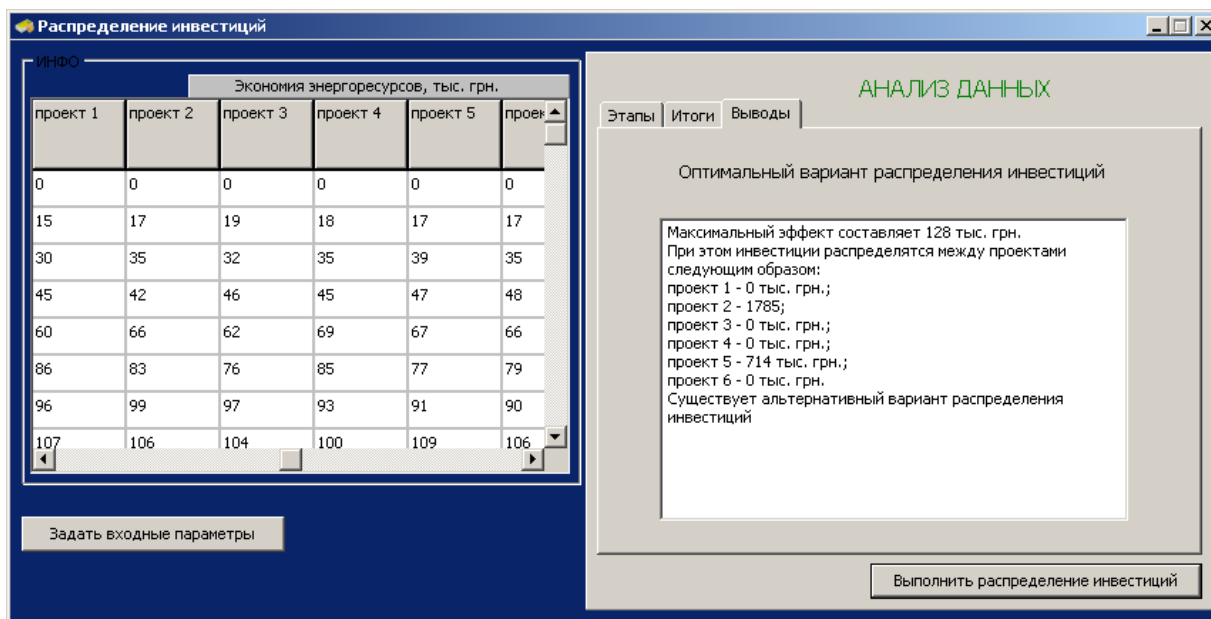 Распределение инвестиций
ИНФО
Экономия энергоресурсов, тыс. грн.
проект 1 проект 2 проект 3 проект 4 проект 5 проек
0 0 0 0 0 0
15 17 19 18 17 17
30 35 32 35 39 35
45 42 46 45 47 48
60 66 62 69 67 66
86 83 76 85 77 79
96 99 97 93 91 90
107 106 104 100 109 106
Задать входные параметры
АНАЛИЗ ДАННЫХ
Этапы Итоги Выводы
Оптимальный вариант распределения инвестиций
Максимальный эффект составляет 128 тыс. грн.
При этом инвестиции распределятся между проектами
следующим образом:
проект 1 - 0 тыс. грн.;
проект 2 - 1785;
проект 3 - 0 тыс. грн.;
проект 4 - 0 тыс. грн.;
проект 5 - 714 тыс. грн.;
проект 6 - 0 тыс. грн.
Существует альтернативный вариант распределения
инвестиций
Выполнить распределение инвестиций